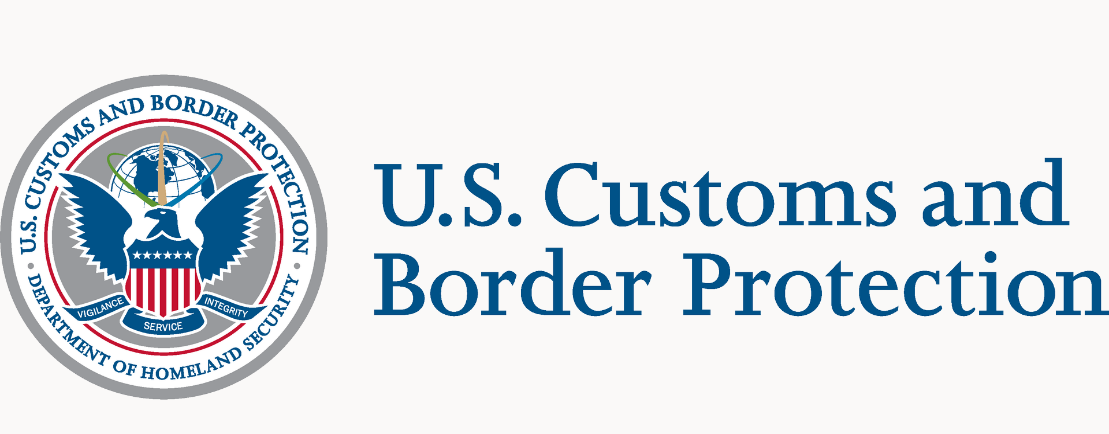 U.S. CUSTOMS AND BORDER PROTECTION
DEPARTMENT OF HOMELAND SECURITY
VIGILANCE
SERVICE
INTEGRITY
U.S. Customs and
Border Protection